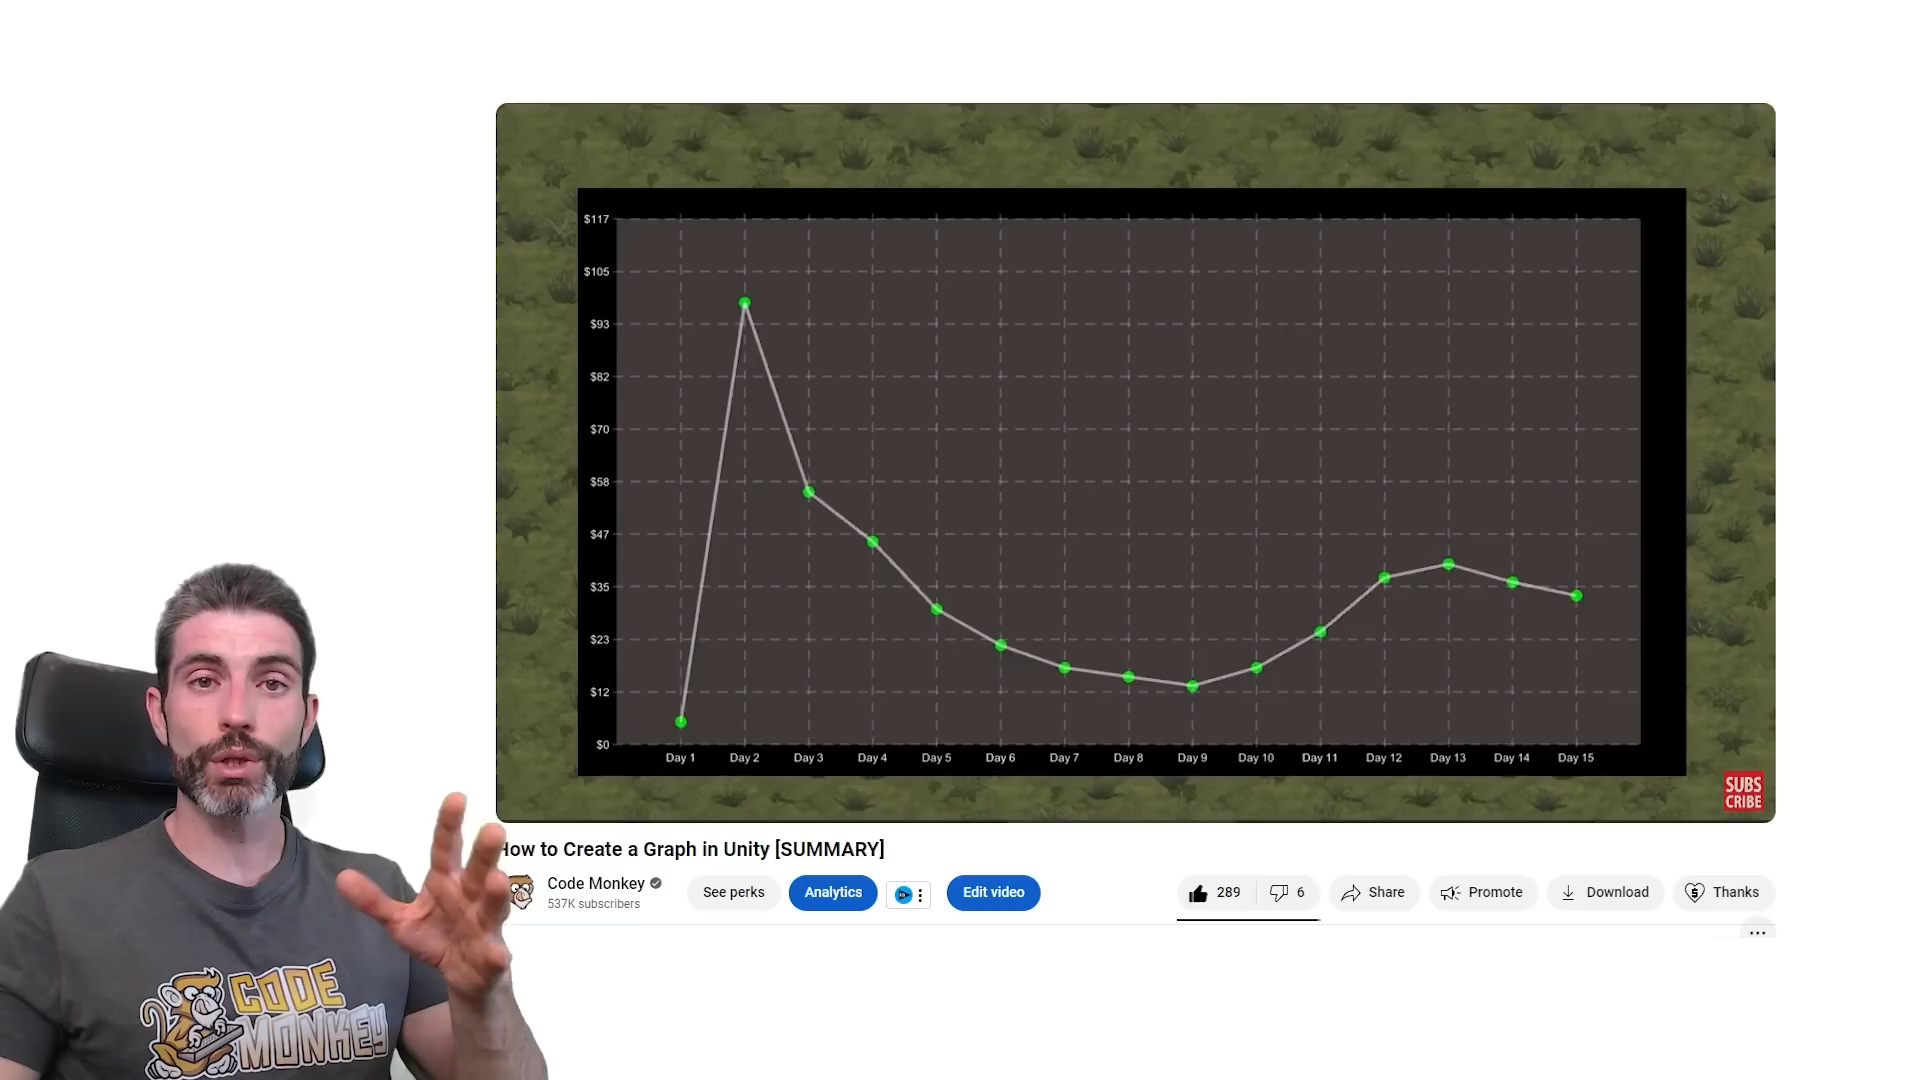 $117
$105
$93
$82
$70
$58
$47
$35
$23
$12
$0
Day 1 Day 2 Day 3 Day 4 Day 5 Day 6 Day 7 Day 8 Day 9 Day 10 Day 11 Day 12 Day 13 Day 14 Day 15
SUBS
CRIBE
How to Create a Graph in Unity [SUMMARY]
Code Monkey
537K subscribers
See perks
Analytics
Edit video
289
6
Share
Promote
Download
Thanks
CODE
MONKEY